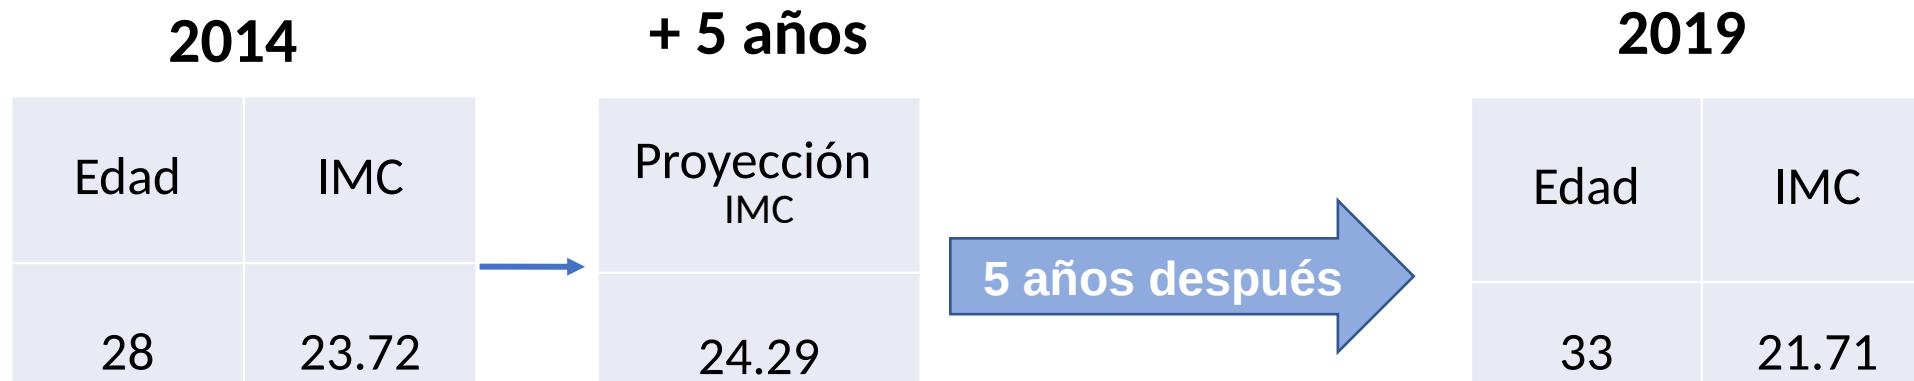 2014
+ 5 años
2019
Edad
IMC
Proyección
IMC
Edad
IMC
5 años después
28
23.72
24.29
33
21.71